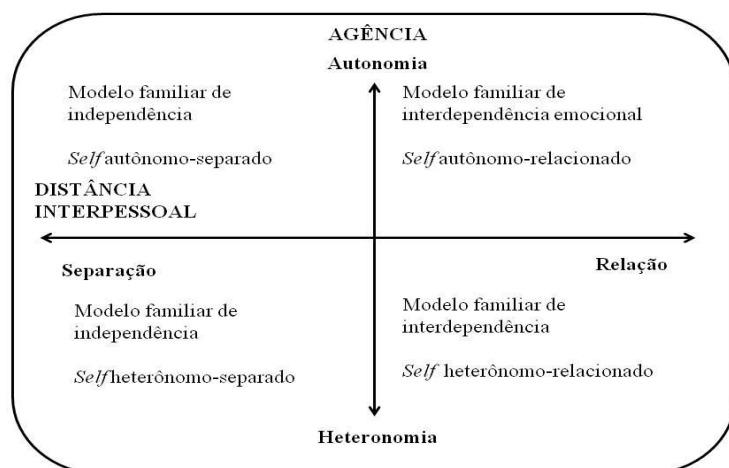 AGÊNCIA
Autonomia
Modelo familiar de
independência
Self autônomo-separado
Modelo familiar de
interdependência emocional
Self autônomo-relacionado
DISTÂNCIA
INTERPESSOAL
Separação
Relação
Modelo familiar de
independência
Self heterônomo-separado
Modelo familiar de
interdependência
Self heterônomo-relacionado
Heteronomia